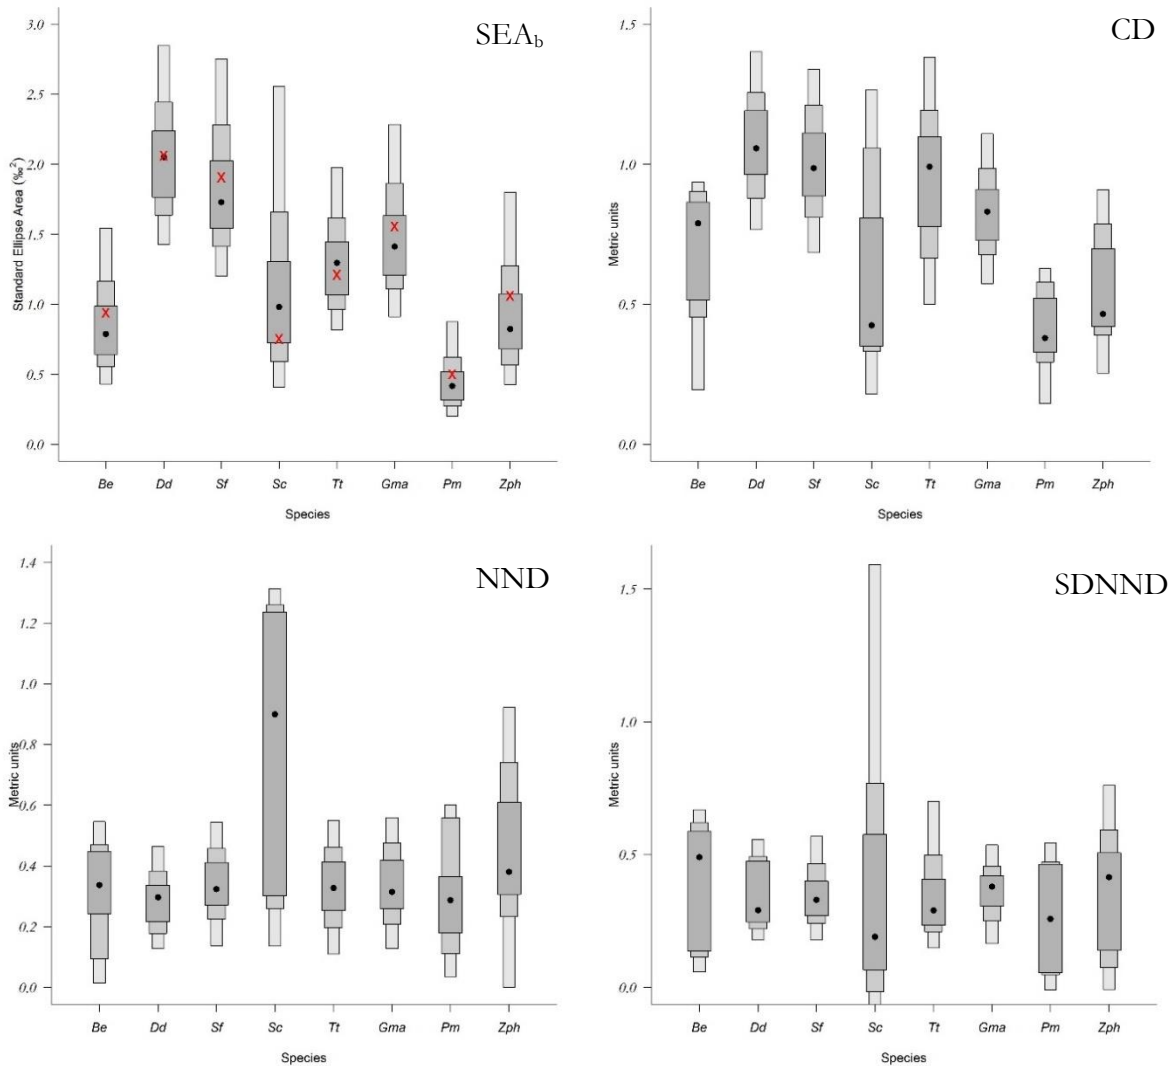 SEAb
Standard Ellipse Area (‰²)
3.0
2.5
2.0
1.5
1.0
0.5
0.0
Be Dd Sf Sc Tt Gma Pm Zph
Species
CD
Metric units
1.5
1.0
0.5
0.0
Be Dd Sf Sc Tt Gma Pm Zph
Species
NND
Metric units
1.4
1.2
1.0
0.8
0.6
0.4
0.2
0.0
Be Dd Sf Sc Tt Gma Pm Zph
Species
SDNND
Metric units
1.5
1.0
0.5
0.0
Be Dd Sf Sc Tt Gma Pm Zph
Species